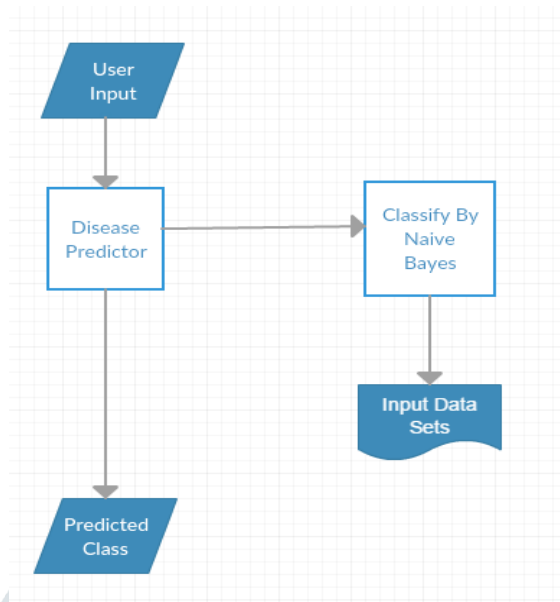 User
Input
Disease
Predictor
Classify By
Naive
Bayes
Input Data
Sets
Predicted
Class